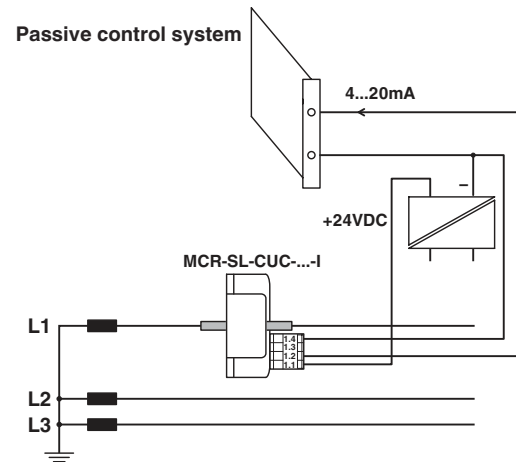 Passive control system
4...20mA
–
+24VDC
MCR-SL-CUC-...-I
L1
1.4
1.3
1.2
1.1
L2
L3